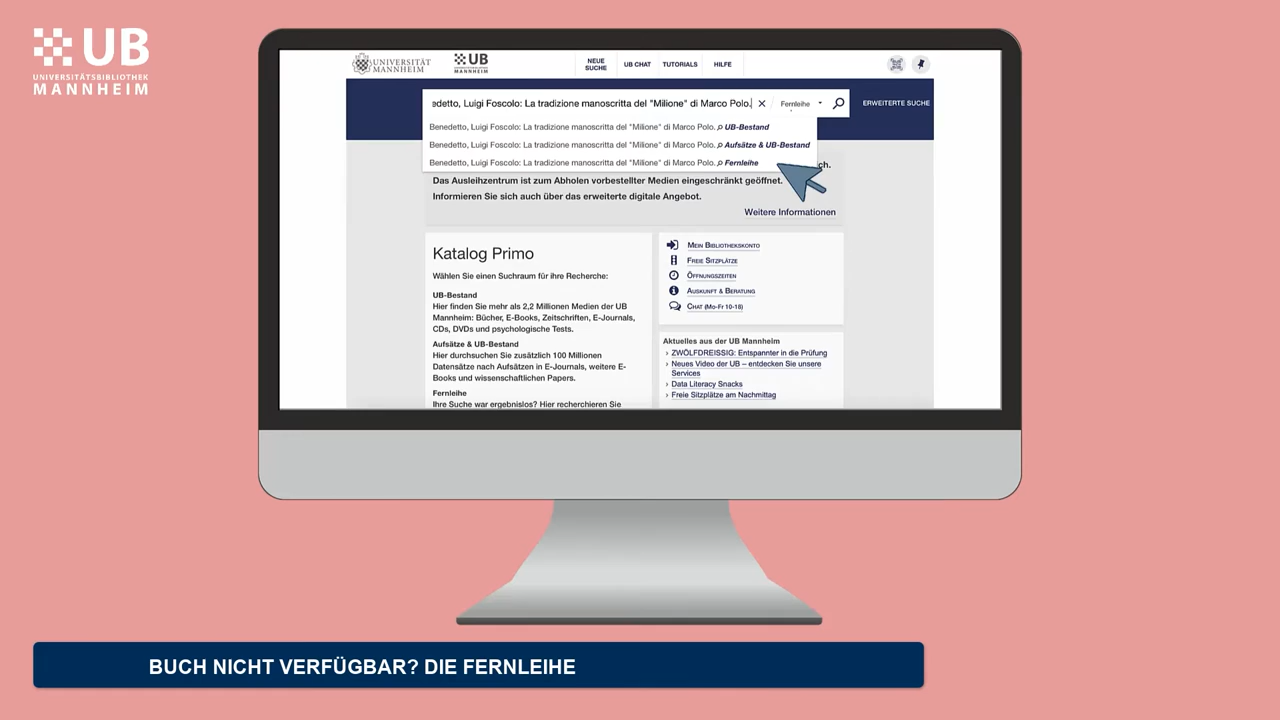 UB
UNIVERSITÄTSBIBLIOTHEK
MANNHEIM
UNIVERSITÄT
MANNHEIM
UB
MANNHEIM
NEUE
SUCHE
UB CHAT
TUTORIALS
HILFE
edetto, Luigi Foscolo: La tradizione manoscritta del "Milione" di Marco Polo.
Fernleihe
ERWEITERTE SUCHE
Benedetto, Luigi Foscolo: La tradizione manoscritta del "Milione" di Marco Polo. UB-Bestand
Benedetto, Luigi Foscolo: La tradizione manoscritta del "Milione" di Marco Polo. Aufsätze & UB-Bestand
Benedetto, Luigi Foscolo: La tradizione manoscritta del "Milione" di Marco Polo. Fernleihe
ch.
Das Ausleihzentrum ist zum Abholen vorbestellter Medien eingeschränkt geöffnet.
Informieren Sie sich auch über das erweiterte digitale Angebot.
Weitere Informationen
Katalog Primo
Wählen Sie einen Suchraum für ihre Recherche:
UB-Bestand
Hier finden Sie mehr als 2,2 Millionen Medien der UB
Mannheim: Bücher, E-Books, Zeitschriften, E-Journals,
CDs, DVDs und psychologische Tests.
Aufsätze & UB-Bestand
Hier durchsuchen Sie zusätzlich 100 Millionen
Datensätze nach Aufsätzen in E-Journals, weitere E-
Books und wissenschaftlichen Papers.
Fernleihe
Ihre Suche war ergebnislos? Hier recherchieren Sie
Mein Bibliothekskonto
Freie Sitzplätze
Öffnungszeiten
Auskunft & Beratung
Chat (Mo-Fr 10-18)
Aktuelles aus der UB Mannheim
ZWÖLFDREISSIG: Entspannter in die Prüfung
Neues Video der UB – entdecken Sie unsere
Services
Data Literacy Snacks
Freie Sitzplätze am Nachmittag
BUCH NICHT VERFÜGBAR? DIE FERNLEIHE